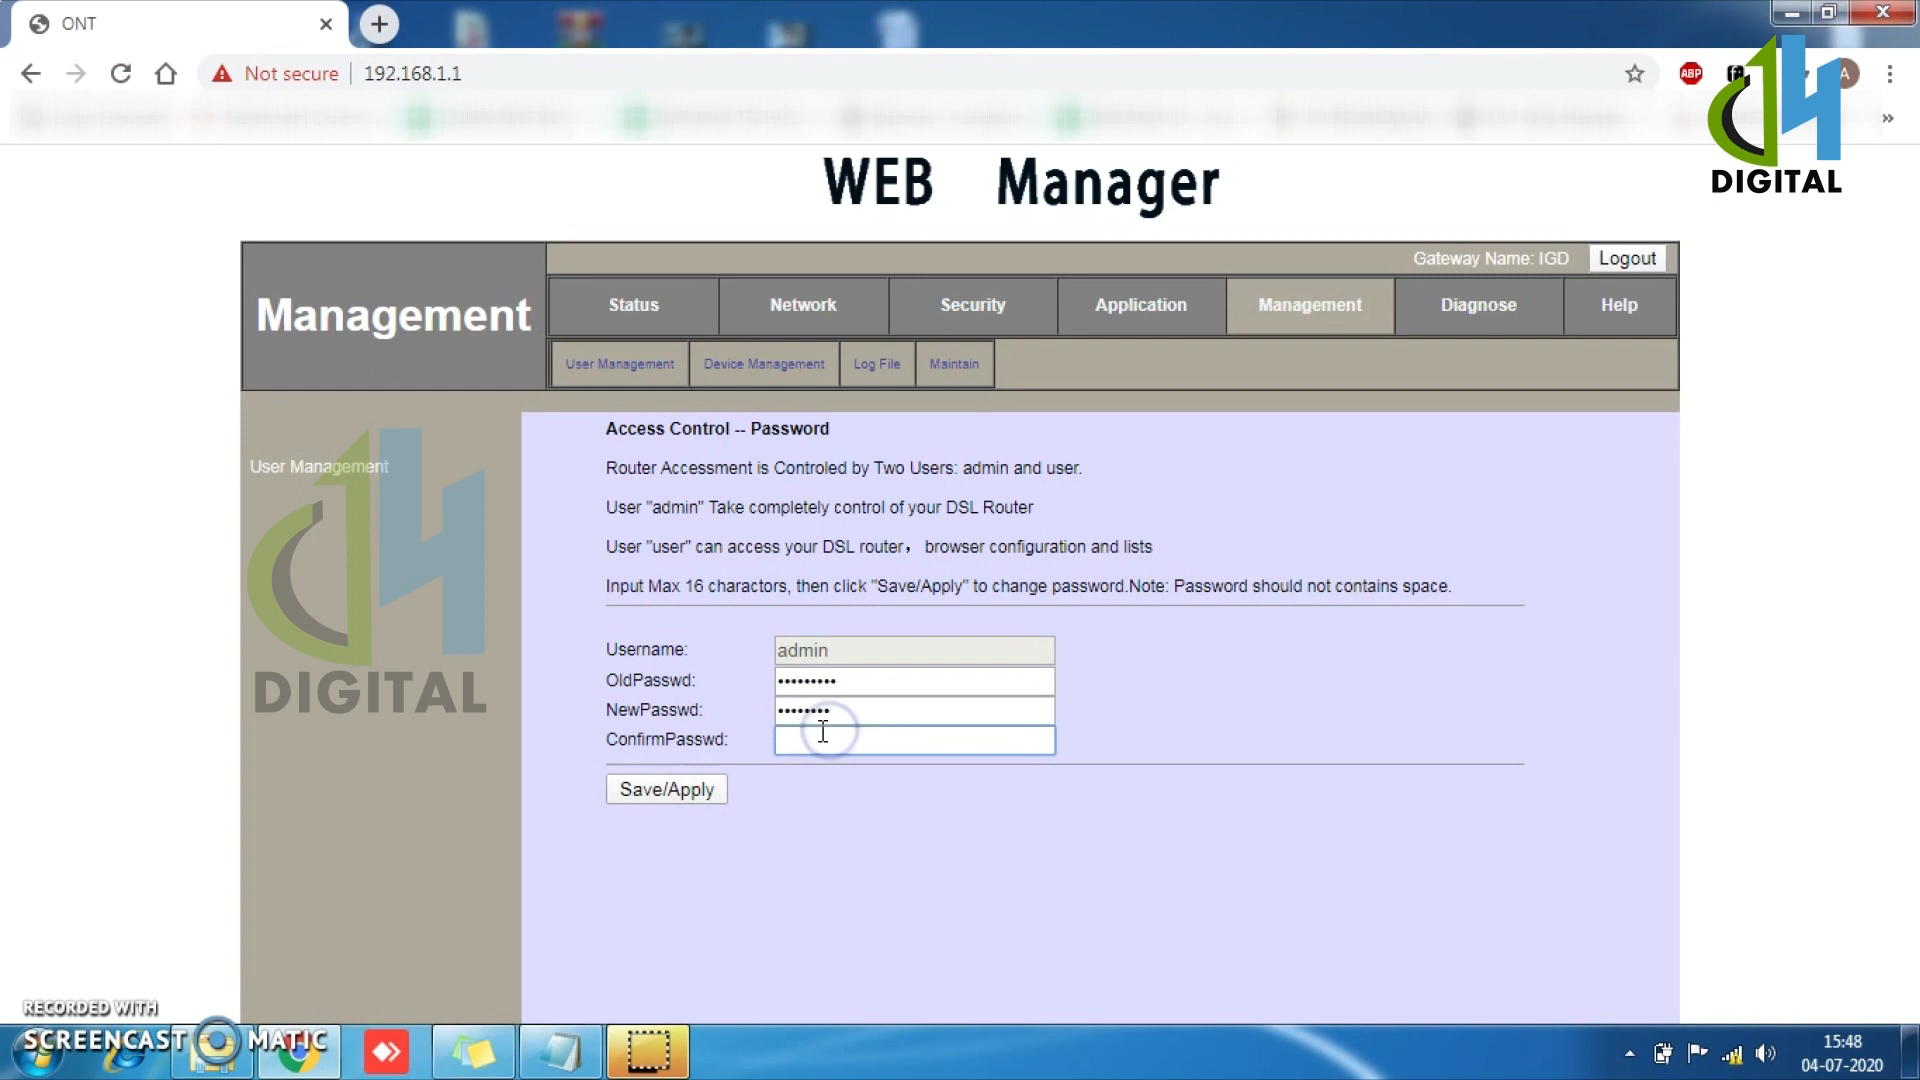 ONT
Not secure 192.168.1.1
ABP
A
DIGITAL
WEB Manager
Gateway Name: IGD Logout
Management
Status Network Security Application Management Diagnose Help
User Management Device Management Log File Maintain
User Management
DIGITAL
Access Control -- Password
Router Accessment is Controled by Two Users: admin and user.
User "admin" Take completely control of your DSL Router
User "user" can access your DSL router， browser configuration and lists
Input Max 16 charactors, then click "Save/Apply" to change password.Note: Password should not contains space.
Username: admin
OldPasswd: •••••••••
NewPasswd: ••••••••
ConfirmPasswd:
Save/Apply
RECORDED WITH
SCREENCAST MATIC
15:48
04-07-2020